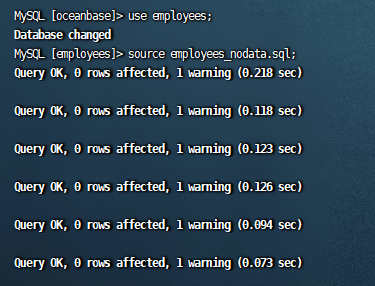 MySQL [oceanbase]> use employees;
Database changed
MySQL [employees]> source employees_nodata.sql;
Query OK, 0 rows affected, 1 warning (0.218 sec)
Query OK, 0 rows affected, 1 warning (0.118 sec)
Query OK, 0 rows affected, 1 warning (0.123 sec)
Query OK, 0 rows affected, 1 warning (0.126 sec)
Query OK, 0 rows affected, 1 warning (0.094 sec)
Query OK, 0 rows affected, 1 warning (0.073 sec)